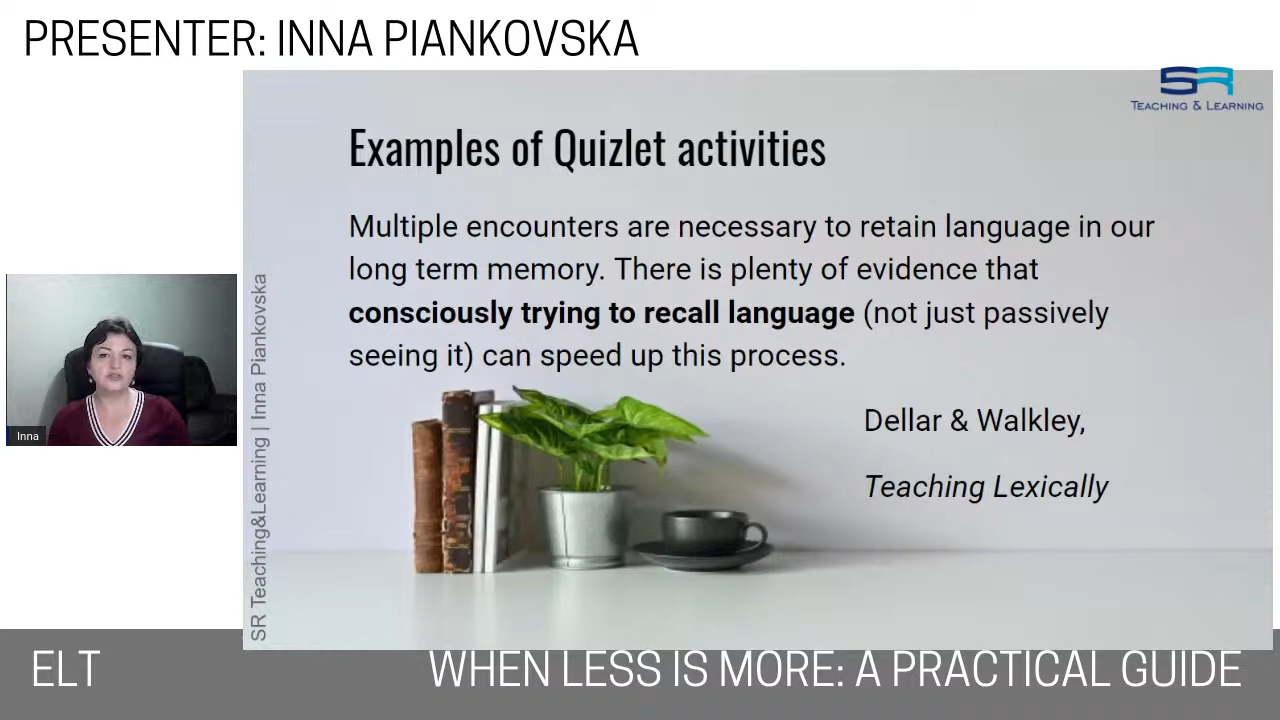 PRESENTER: INNA PIANKOVSKA
SR
TEACHING & LEARNING
Examples of Quizlet activities
Multiple encounters are necessary to retain language in our
long term memory. There is plenty of evidence that
consciously trying to recall language (not just passively
seeing it) can speed up this process.
Dellar & Walkley,
Teaching Lexically
SR Teaching&Learning | Inna Piankovska
Inna
ELT
WHEN LESS IS MORE: A PRACTICAL GUIDE